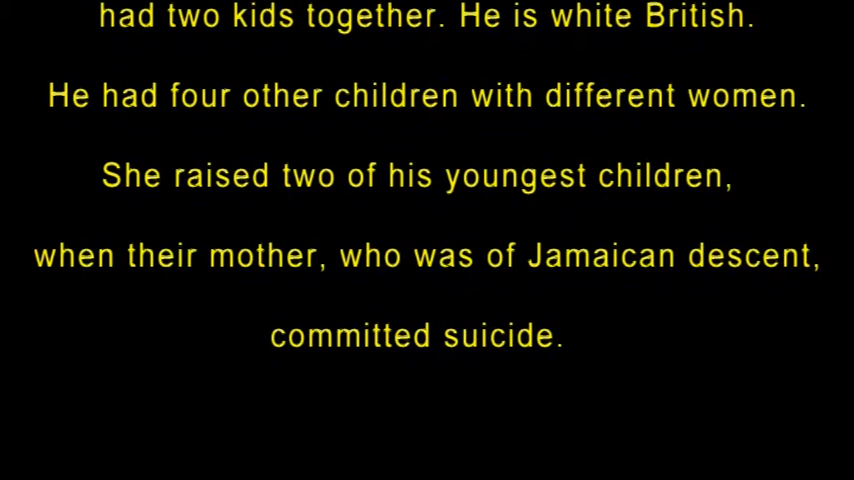 had two kids together. He is white British.
He had four other children with different women.
She raised two of his youngest children,
when their mother, who was of Jamaican descent,
committed suicide.